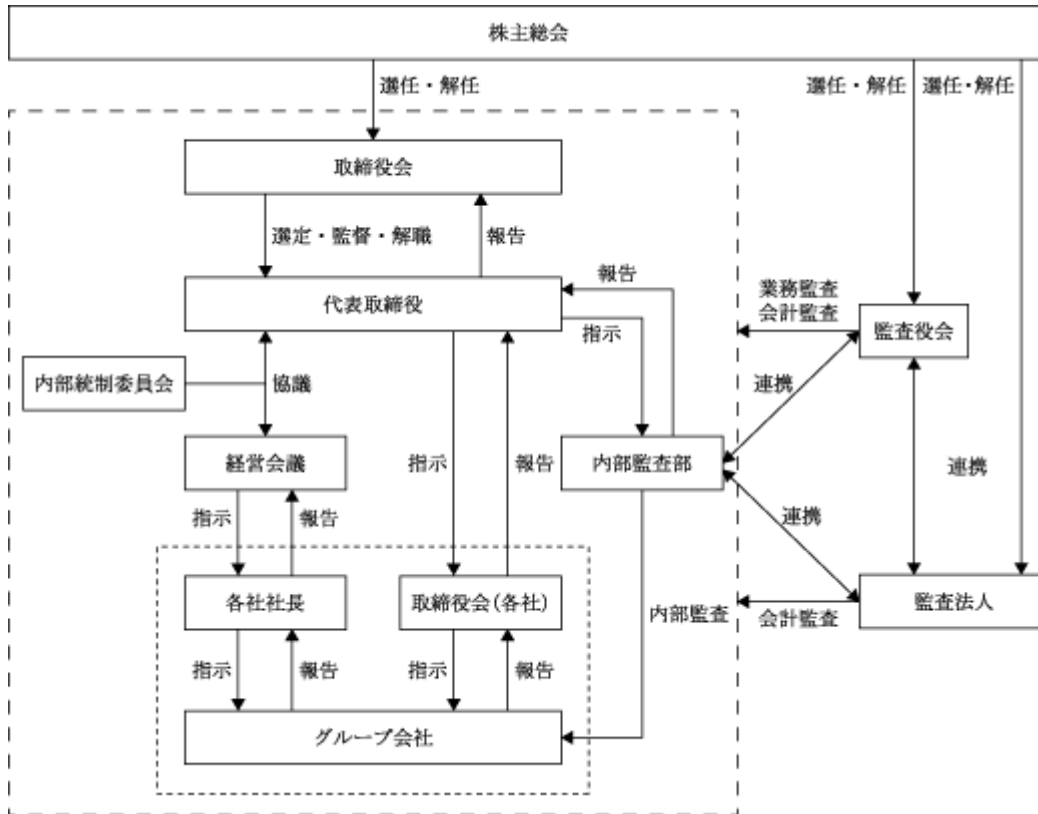 株主総会
選任・解任
選任・解任
選任・解任
取締役会
選定・監督・解職
報告
代表取締役
報告
指示
業務監査
会計監査
監査役会
内部統制委員会
協議
連携
経営会議
指示
報告
内部監査部
連携
指示
報告
連携
各社社長
取締役会(各社)
内部監査
会計監査
監査法人
指示
報告
指示
報告
グループ会社